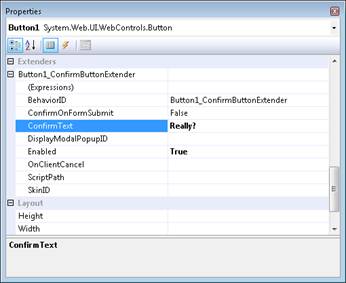 Properties
Button1 System.Web.UI.WebControls.Button
Extenders
Button1_ConfirmButtonExtender
(Expressions)
BehaviorID Button1_ConfirmButtonExtender
ConfirmOnFormSubmit False
ConfirmText Really?
DisplayModalPopupID
Enabled True
OnClientCancel
ScriptPath
SkinID
Layout
Height
Width
ConfirmText